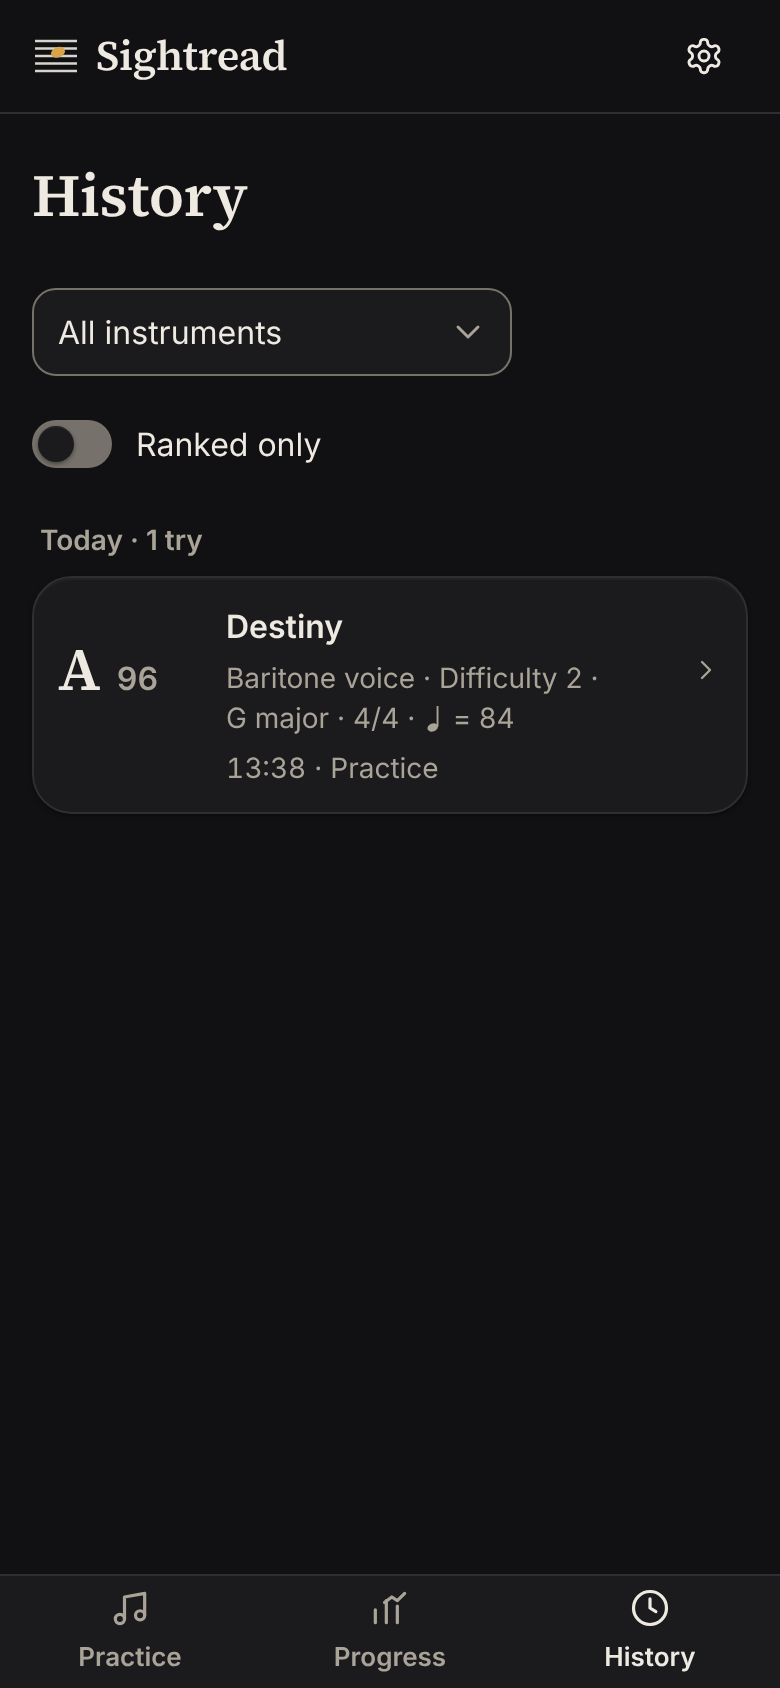 Sightread
History
All instruments
Ranked only
Today · 1 try
A 96
Destiny
Baritone voice · Difficulty 2 ·
G major · 4/4 · ♩ = 84
13:38 · Practice
Practice
Progress
History